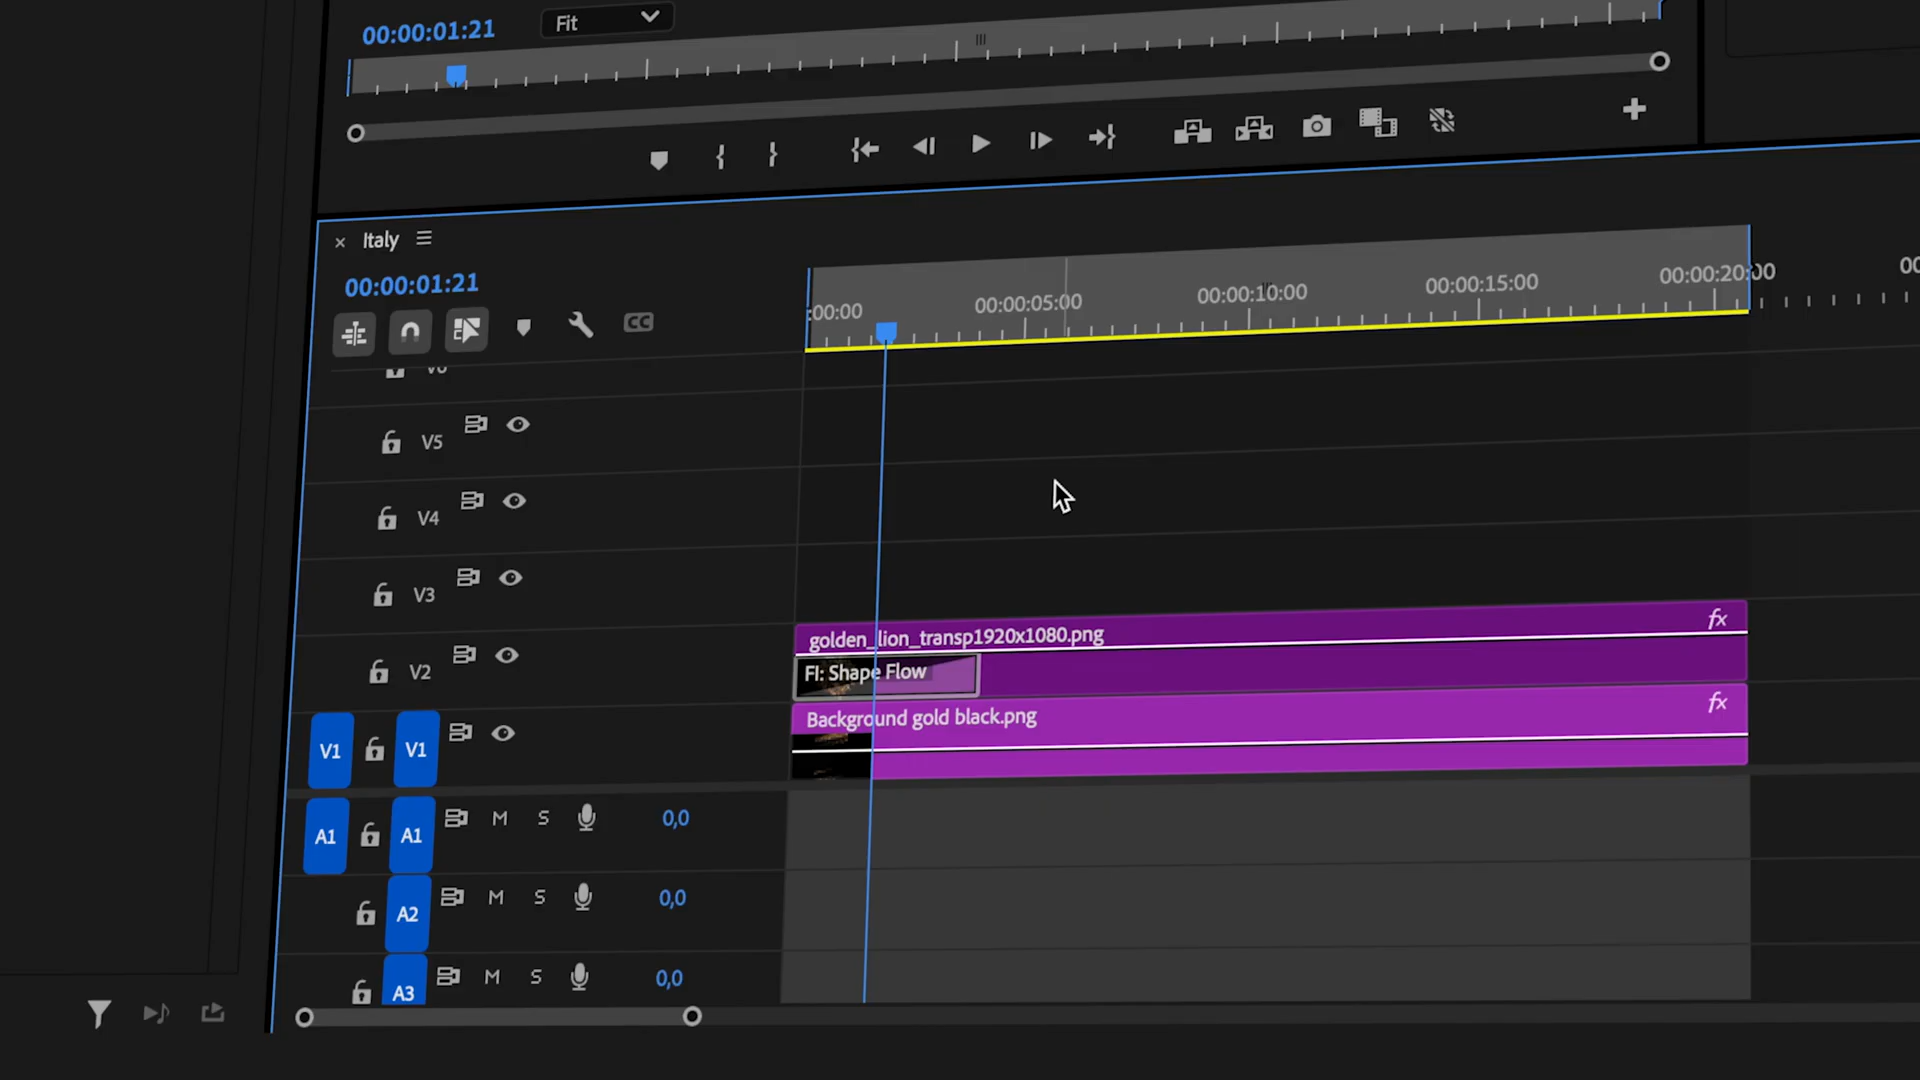 00:00:01:21
Fit
Italy
00:00:01:21
:00:00
00:00:05:00
00:00:10:00
00:00:15:00
00:00:20:00
00
CC
V5
V4
V3
golden_lion_transp1920x1080.png
fx
V2
FI: Shape Flow
Background gold black.png
fx
V1
V1
A1
A1
M
S
0,0
A2
M
S
0,0
A3
M
S
0,0